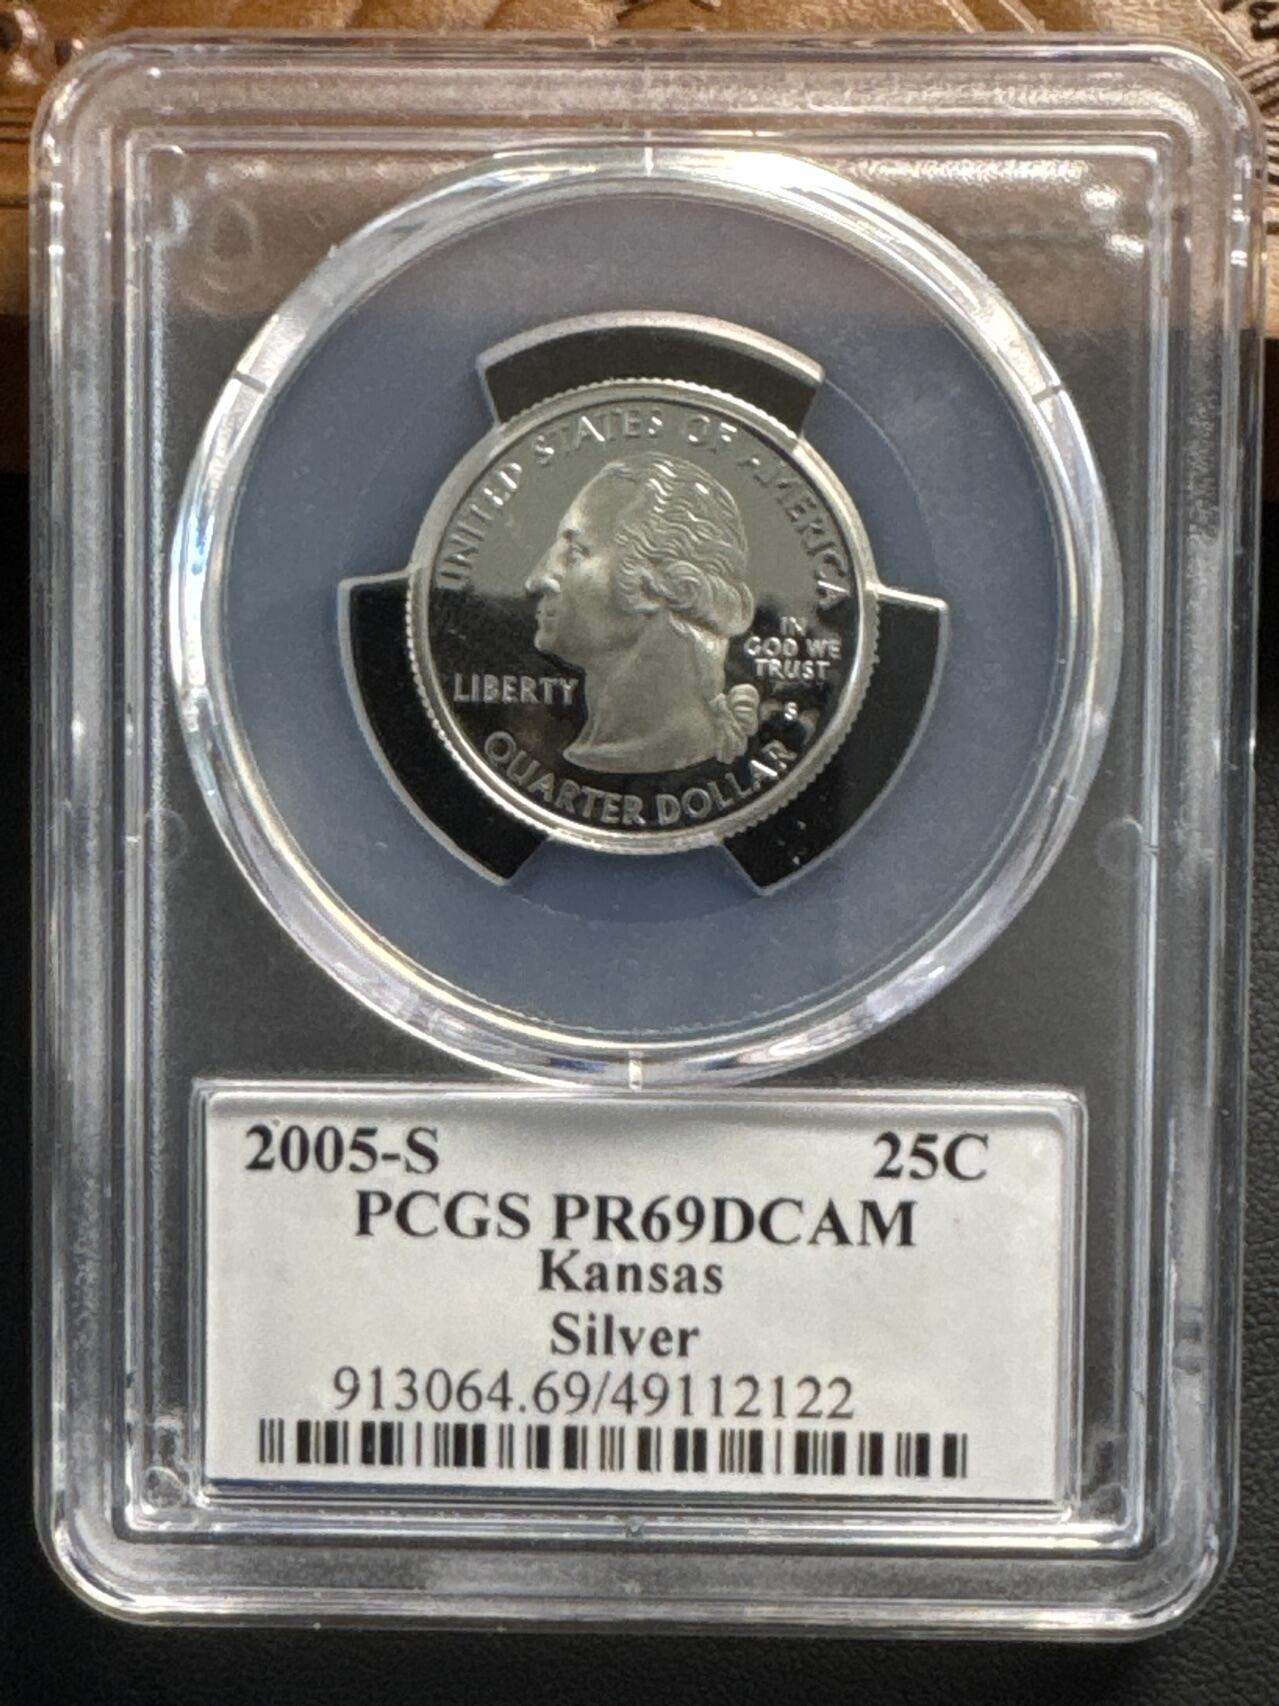 UNITED STATES OF AMERICA
IN
GOD WE
TRUST
LIBERTY
S
QUARTER DOLLAR
2005-S 25C
PCGS PR69DCAM
Kansas
Silver
913064.69/49112122